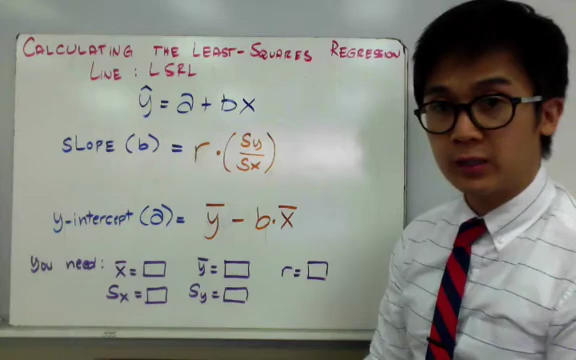 CALCULATING THE LEAST-SQUARES REGRESSION
LINE : LSRL
ŷ = a + bx
SLOPE (b) = r · (Sy/Sx)
y-intercept (a) = ȳ - b · x̄
you need: x̄ = □ ȳ = □ r = □
Sx = □ Sy = □